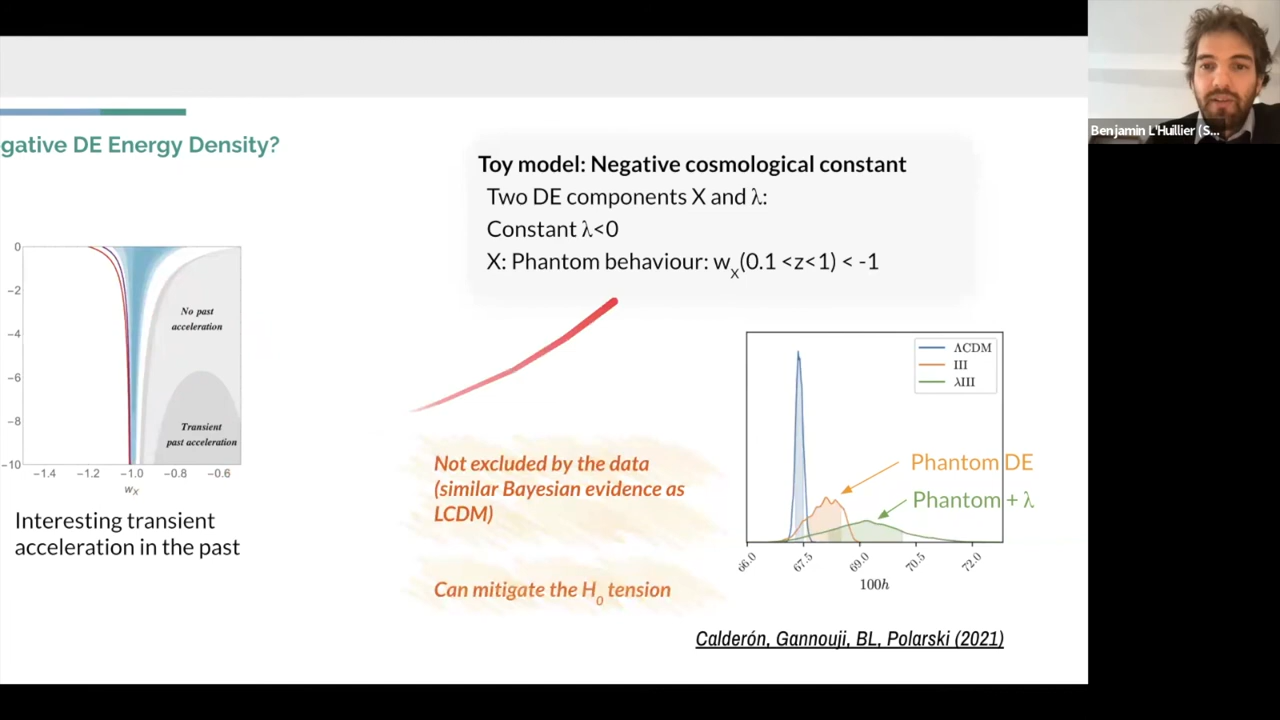 gative DE Energy Density?
Toy model: Negative cosmological constant
Two DE components X and λ:
Constant λ<0
X: Phantom behaviour: wₓ(0.1 <z<1) < -1
0
−2
−4
−6
−8
−10
No past
acceleration
Transient
past acceleration
−1.4 −1.2 −1.0 −0.8 −0.6
wₓ
Interesting transient
acceleration in the past
Not excluded by the data
(similar Bayesian evidence as
LCDM)
Can mitigate the H₀ tension
ΛCDM
III
λIII
Phantom DE
Phantom + λ
66.0 67.5 69.0 70.5 72.0
100h
Calderón, Gannouji, BL, Polarski (2021)
Benjamin L'Huillier (S...